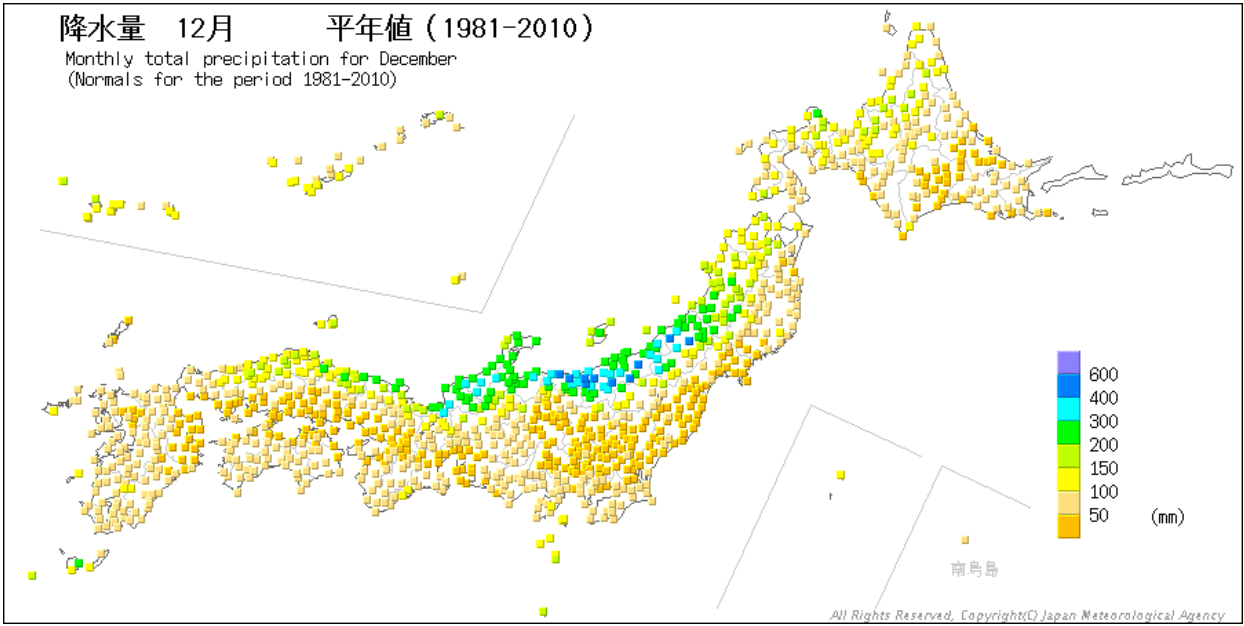 降水量 12月 平年値(1981-2010)
Monthly total precipitation for December
(Normals for the period 1981-2010)
600
400
300
200
150
100
50 (mm)
南鳥島
All Rights Reserved, Copyright(C) Japan Meteorological Agency